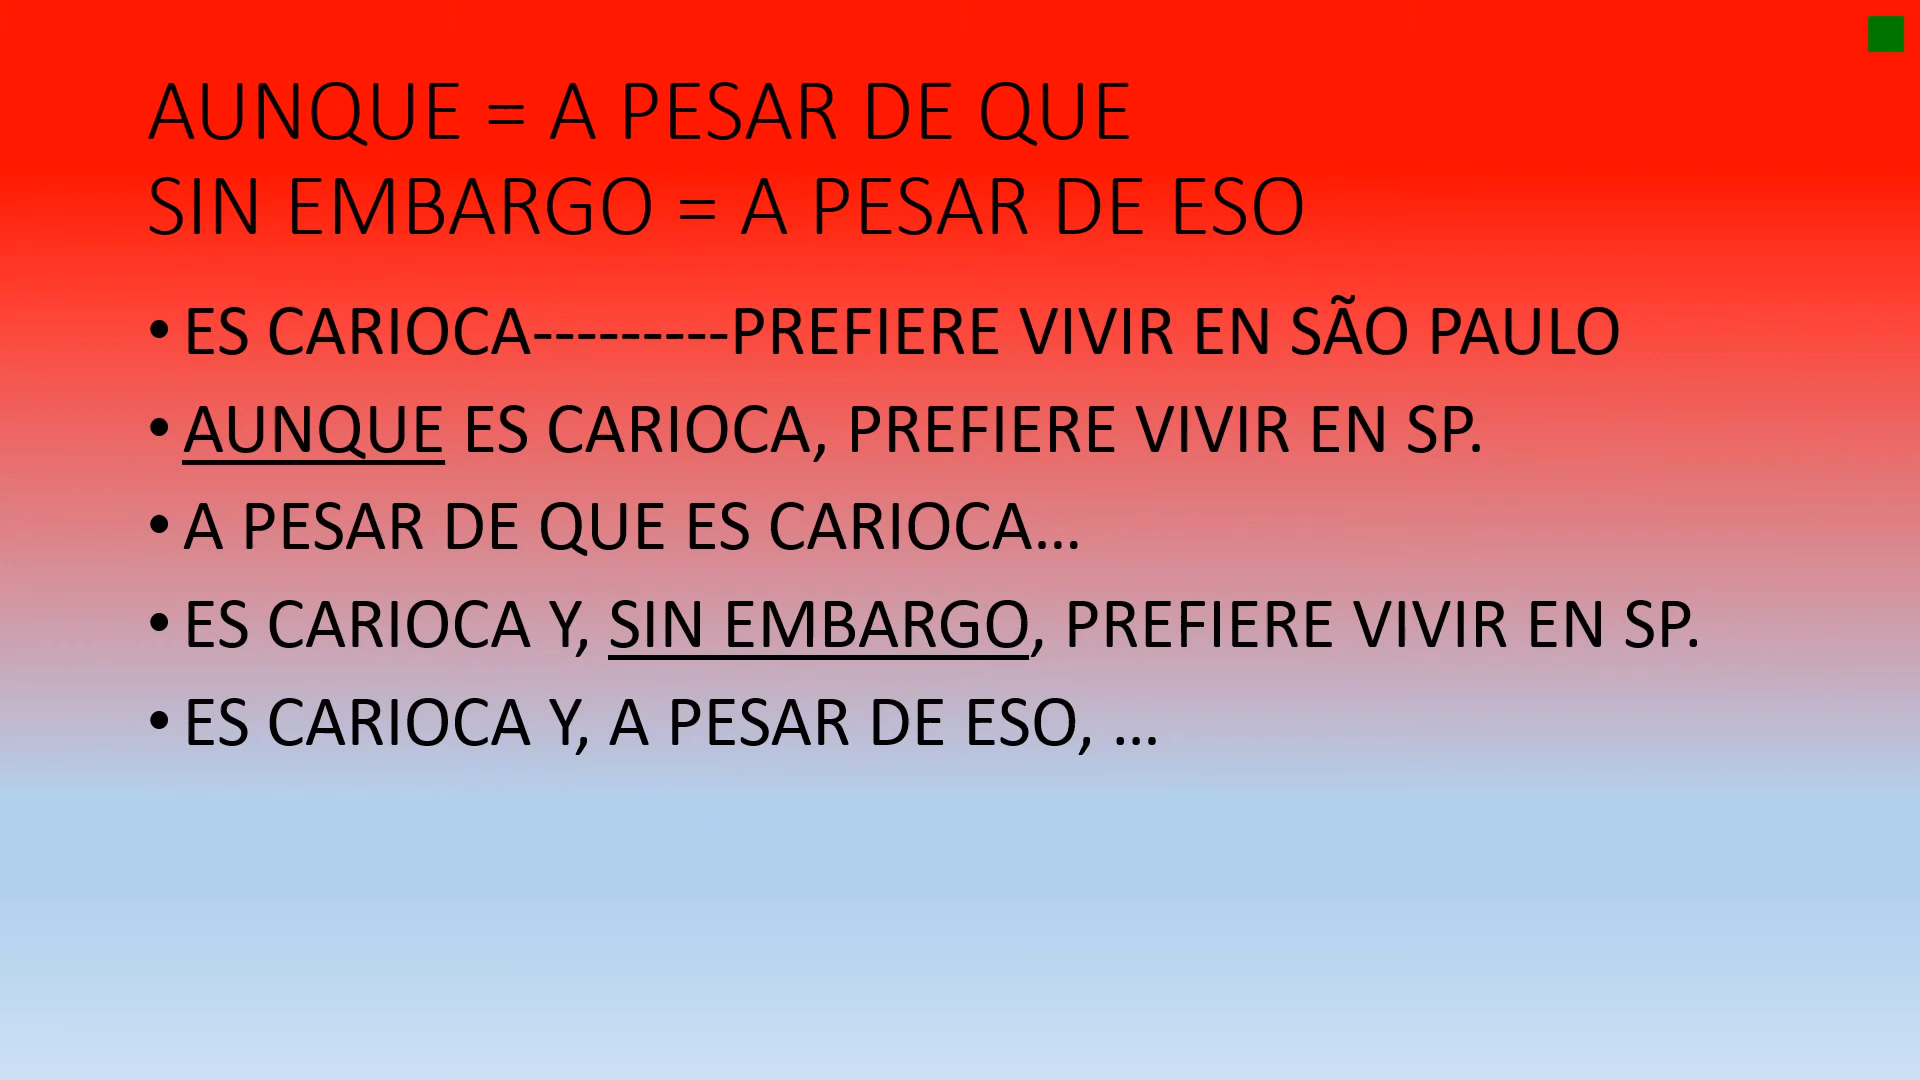 AUNQUE = A PESAR DE QUE
SIN EMBARGO = A PESAR DE ESO
• ES CARIOCA---------PREFIERE VIVIR EN SÃO PAULO
• AUNQUE ES CARIOCA, PREFIERE VIVIR EN SP.
• A PESAR DE QUE ES CARIOCA…
• ES CARIOCA Y, SIN EMBARGO, PREFIERE VIVIR EN SP.
• ES CARIOCA Y, A PESAR DE ESO, …